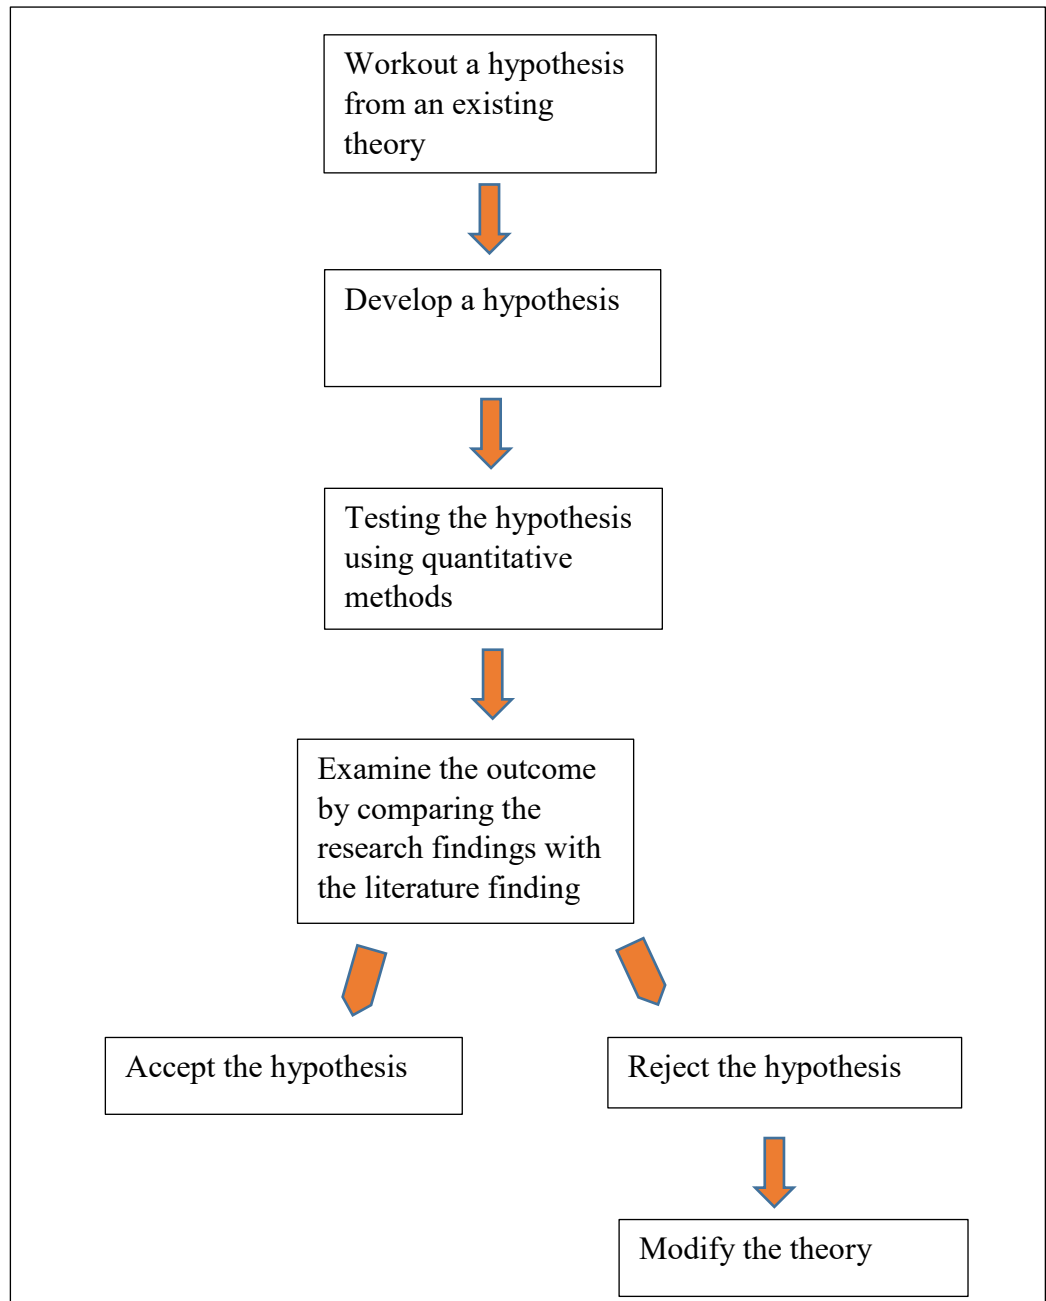 Workout a hypothesis
from an existing
theory
Develop a hypothesis
Testing the hypothesis
using quantitative
methods
Examine the outcome
by comparing the
research findings with
the literature finding
Accept the hypothesis
Reject the hypothesis
Modify the theory